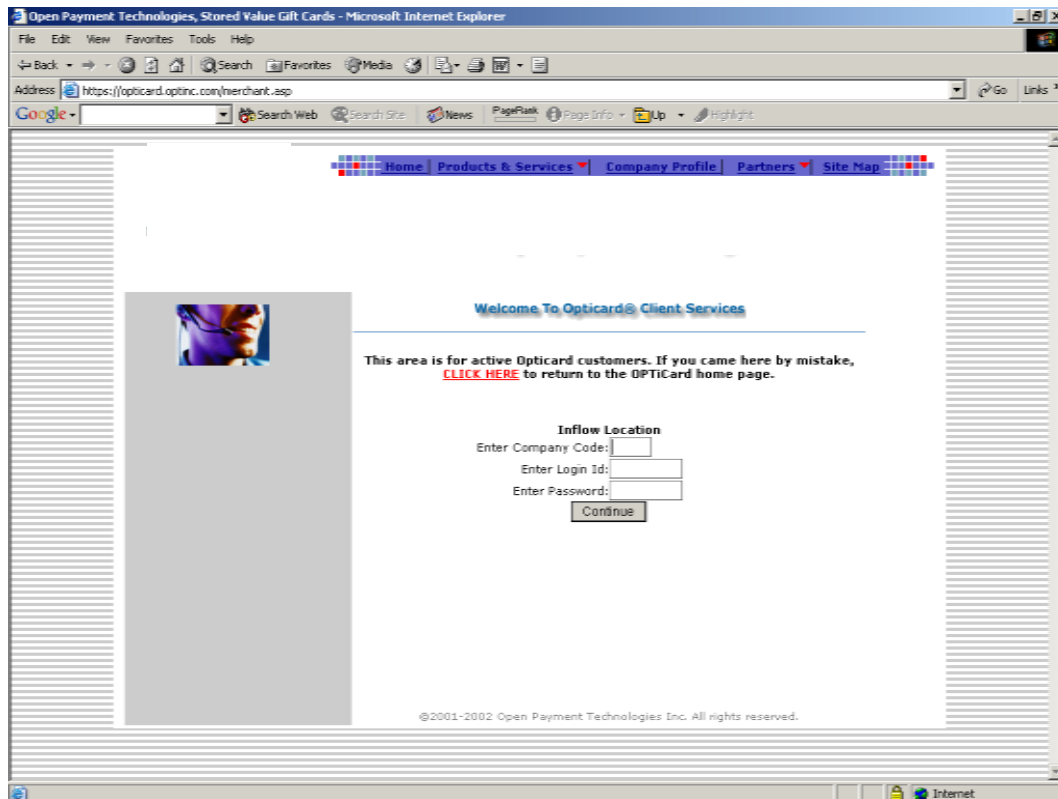 Open Payment Technologies, Stored Value Gift Cards - Microsoft Internet Explorer
File Edit View Favorites Tools Help
Back Search Favorites Media
Address https://opticard.optinc.com/merchant.asp Go Links
Google Search Web Search Site News PageRank Page Info Up Highlight
Home Products & Services Company Profile Partners Site Map
Welcome To Opticard® Client Services
This area is for active Opticard customers. If you came here by mistake,
CLICK HERE to return to the OPTiCard home page.
Inflow Location
Enter Company Code:
Enter Login Id:
Enter Password:
Continue
©2001-2002 Open Payment Technologies Inc. All rights reserved.
Internet